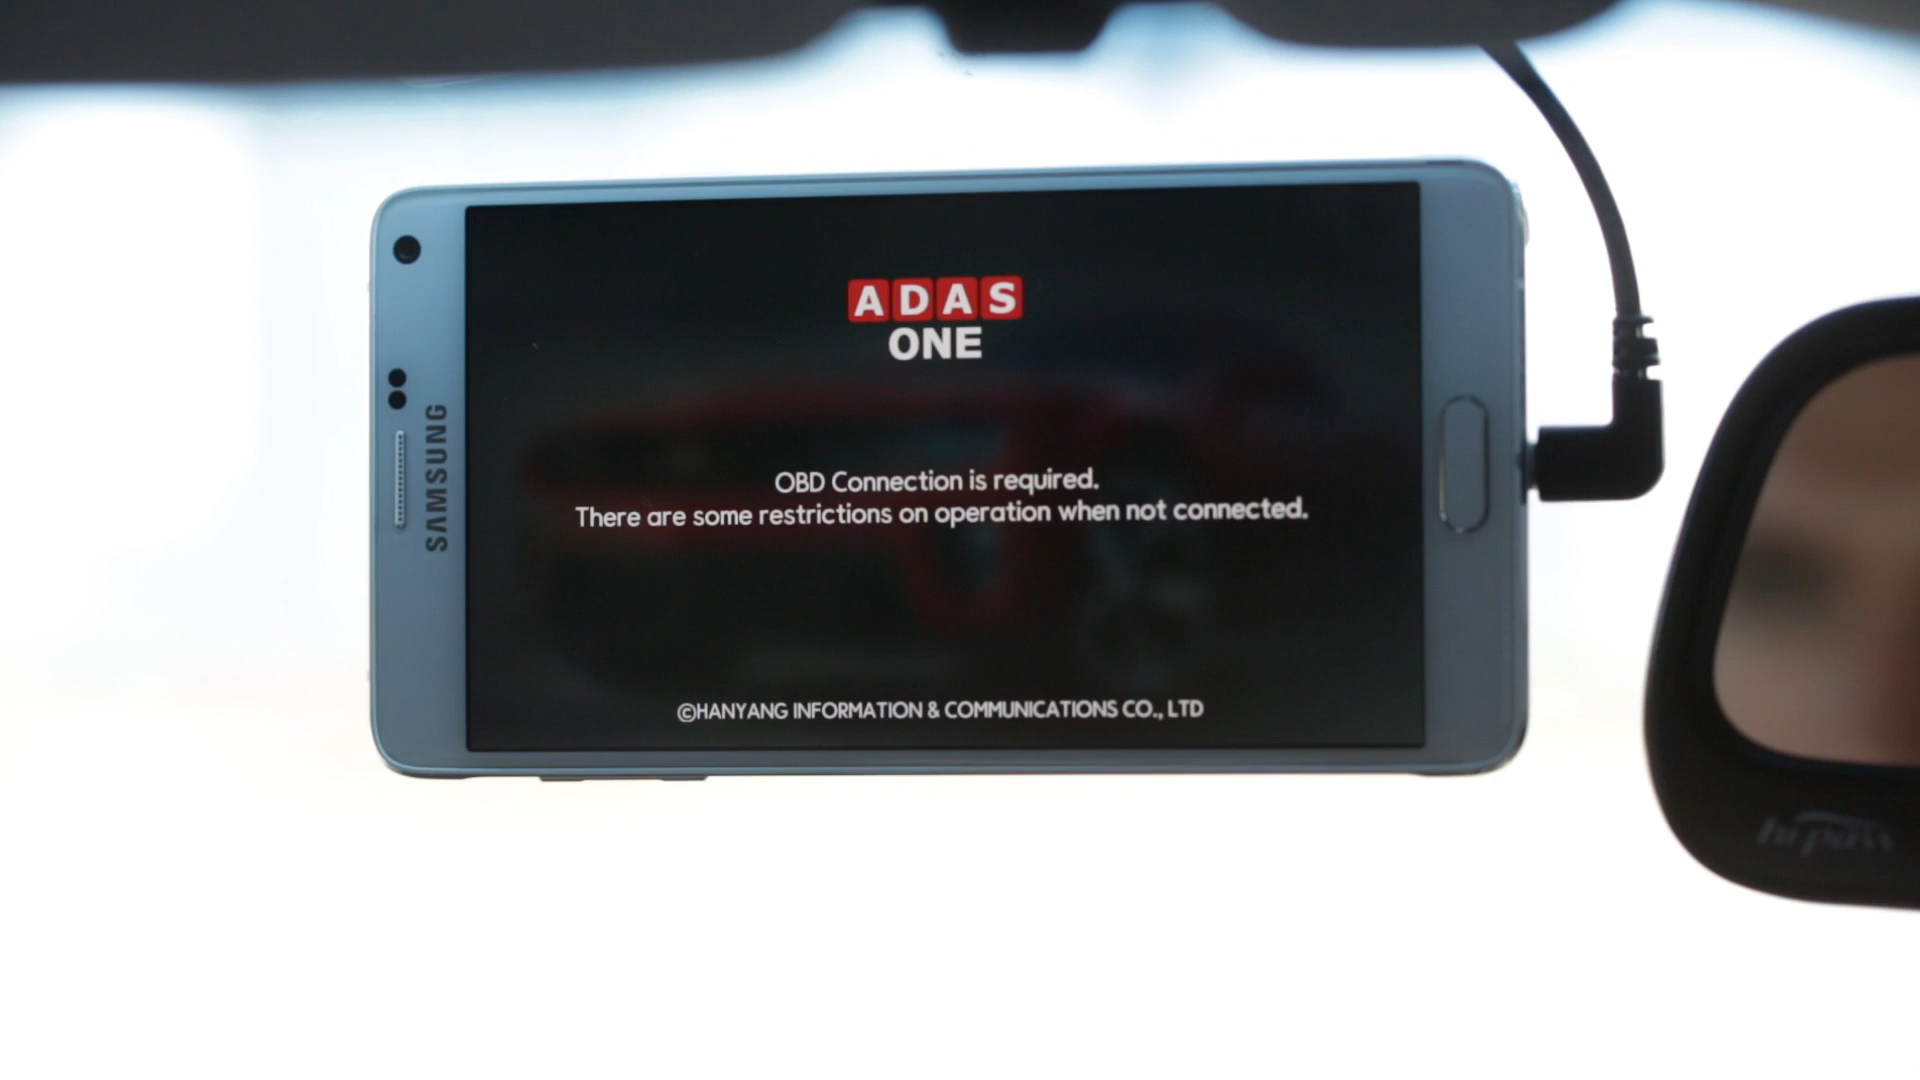 ADAS
ONE
SAMSUNG
OBD Connection is required.
There are some restrictions on operation when not connected.
©HANYANG INFORMATION & COMMUNICATIONS CO., LTD